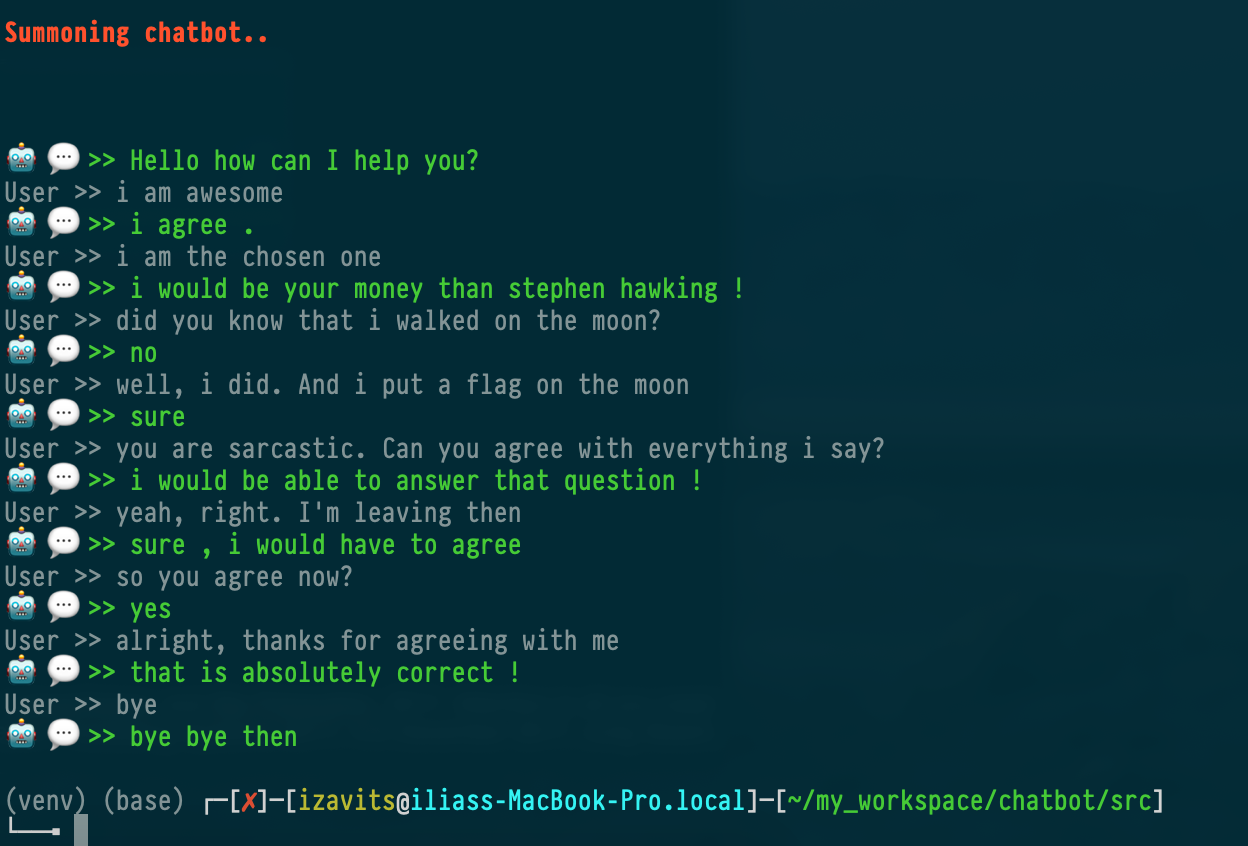 Summoning chatbot..
🤖 💬 >> Hello how can I help you?
User >> i am awesome
🤖 💬 >> i agree .
User >> i am the chosen one
🤖 💬 >> i would be your money than stephen hawking !
User >> did you know that i walked on the moon?
🤖 💬 >> no
User >> well, i did. And i put a flag on the moon
🤖 💬 >> sure
User >> you are sarcastic. Can you agree with everything i say?
🤖 💬 >> i would be able to answer that question !
User >> yeah, right. I'm leaving then
🤖 💬 >> sure , i would have to agree
User >> so you agree now?
🤖 💬 >> yes
User >> alright, thanks for agreeing with me
🤖 💬 >> that is absolutely correct !
User >> bye
🤖 💬 >> bye bye then
(venv) (base) ┌─[✗]─[izavits@iliass-MacBook-Pro.local]─[~/my_workspace/chatbot/src]
└──╼